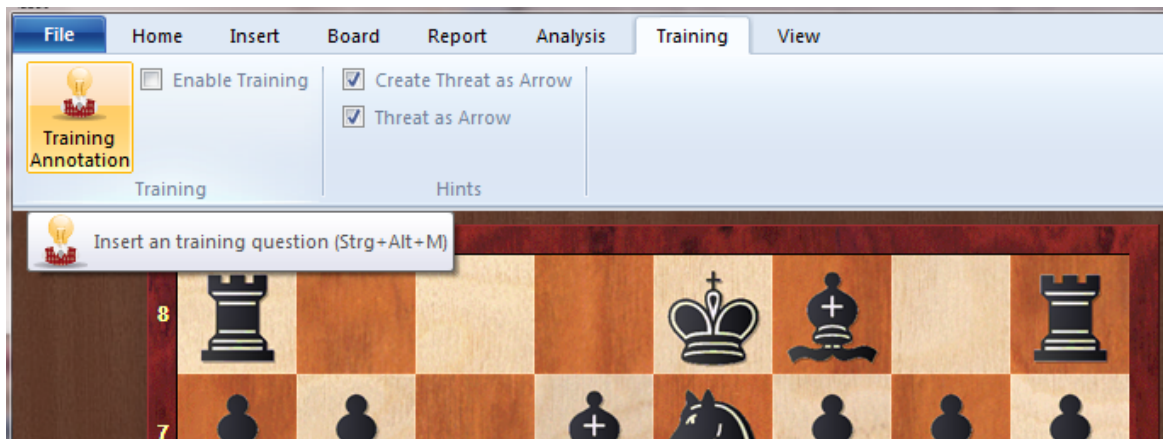 File Home Insert Board Report Analysis Training View
Enable Training
Create Threat as Arrow
Threat as Arrow
Training
Annotation
Training
Hints
Insert an training question (Strg+Alt+M)
8
7